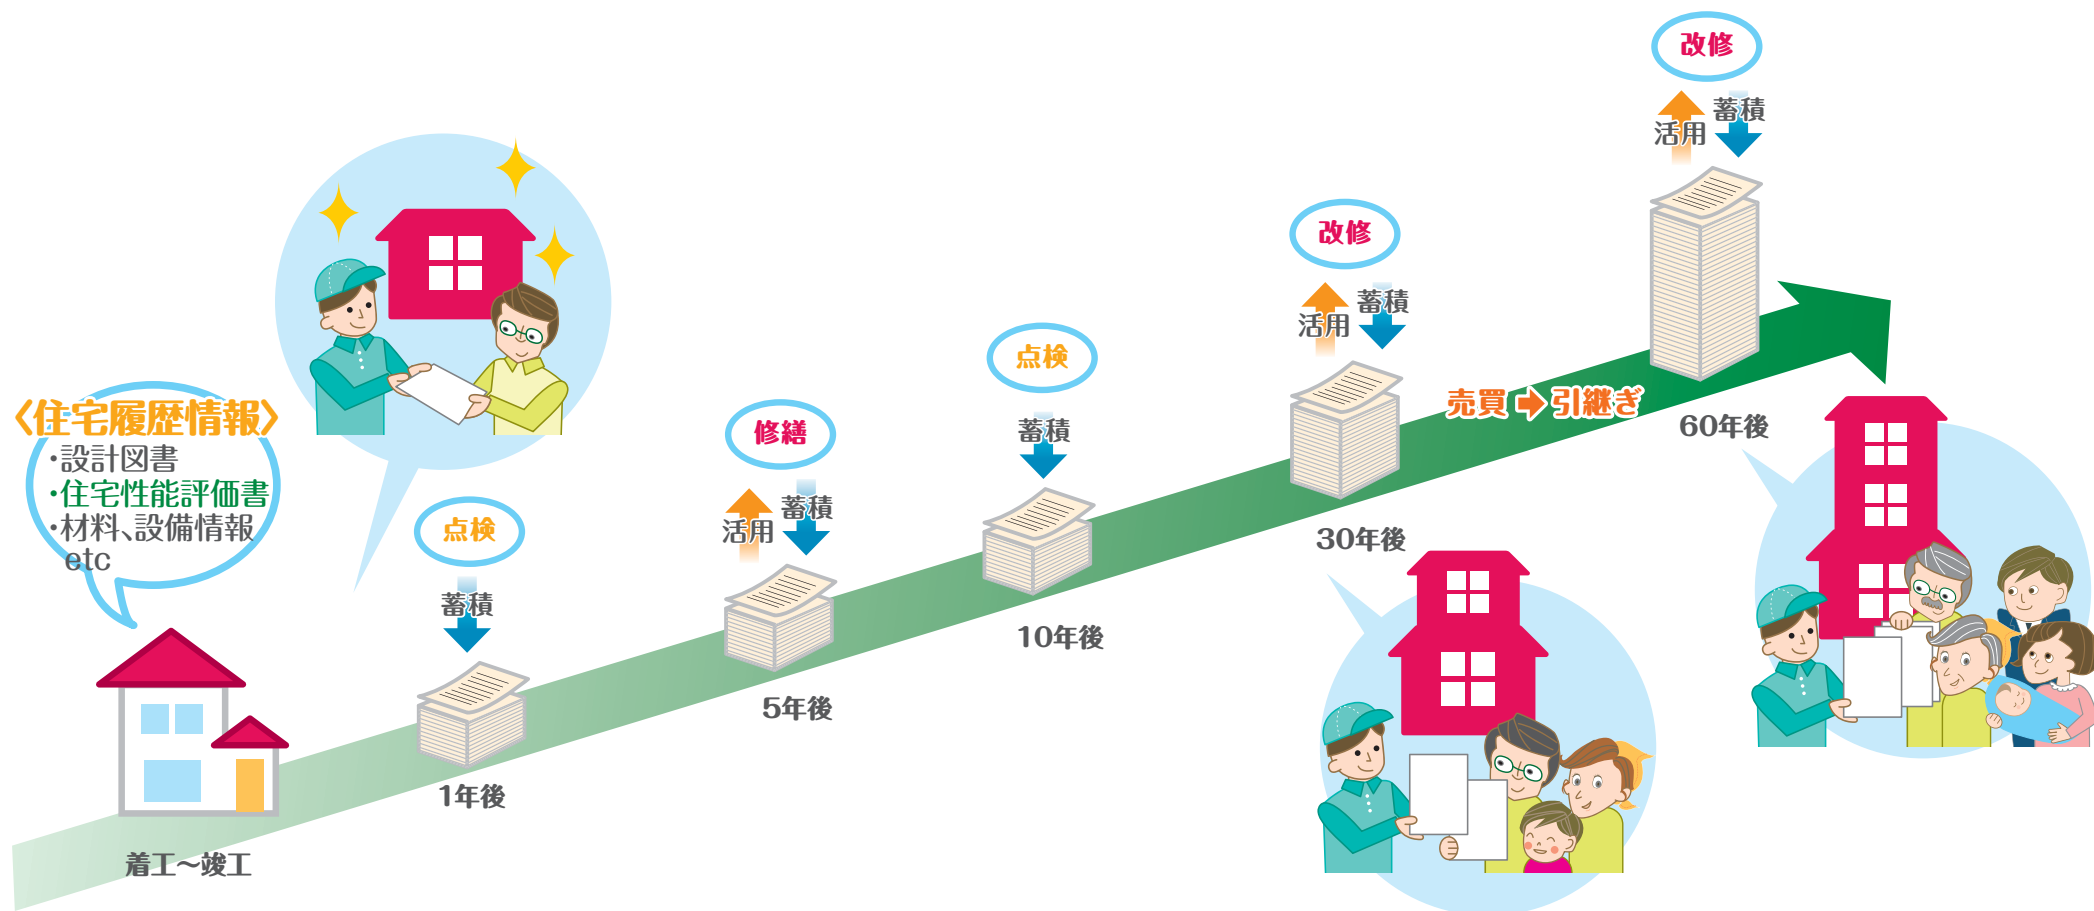 〈住宅履歴情報〉
・設計図書
・住宅性能評価書
・材料、設備情報
etc
着工～竣工
点検
蓄積
1年後
修繕
活用
蓄積
5年後
点検
蓄積
10年後
改修
活用
蓄積
30年後
売買➡引継ぎ
改修
活用
蓄積
60年後